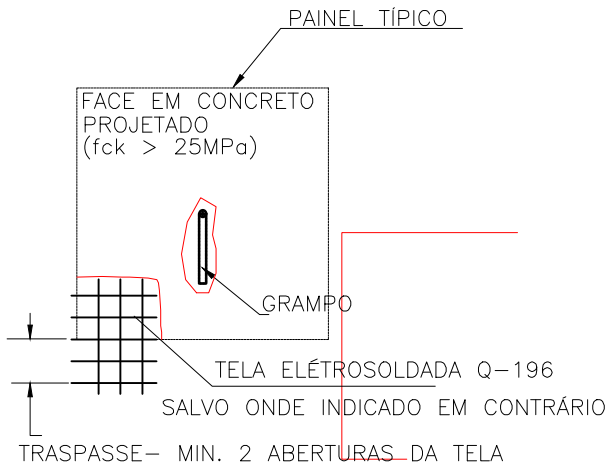 PAINEL TÍPICO
FACE EM CONCRETO
PROJETADO
(fck > 25MPa)
GRAMPO
TELA ELÉTROSOLDADA Q-196
SALVO ONDE INDICADO EM CONTRÁRIO
TRASPASSE- MIN. 2 ABERTURAS DA TELA